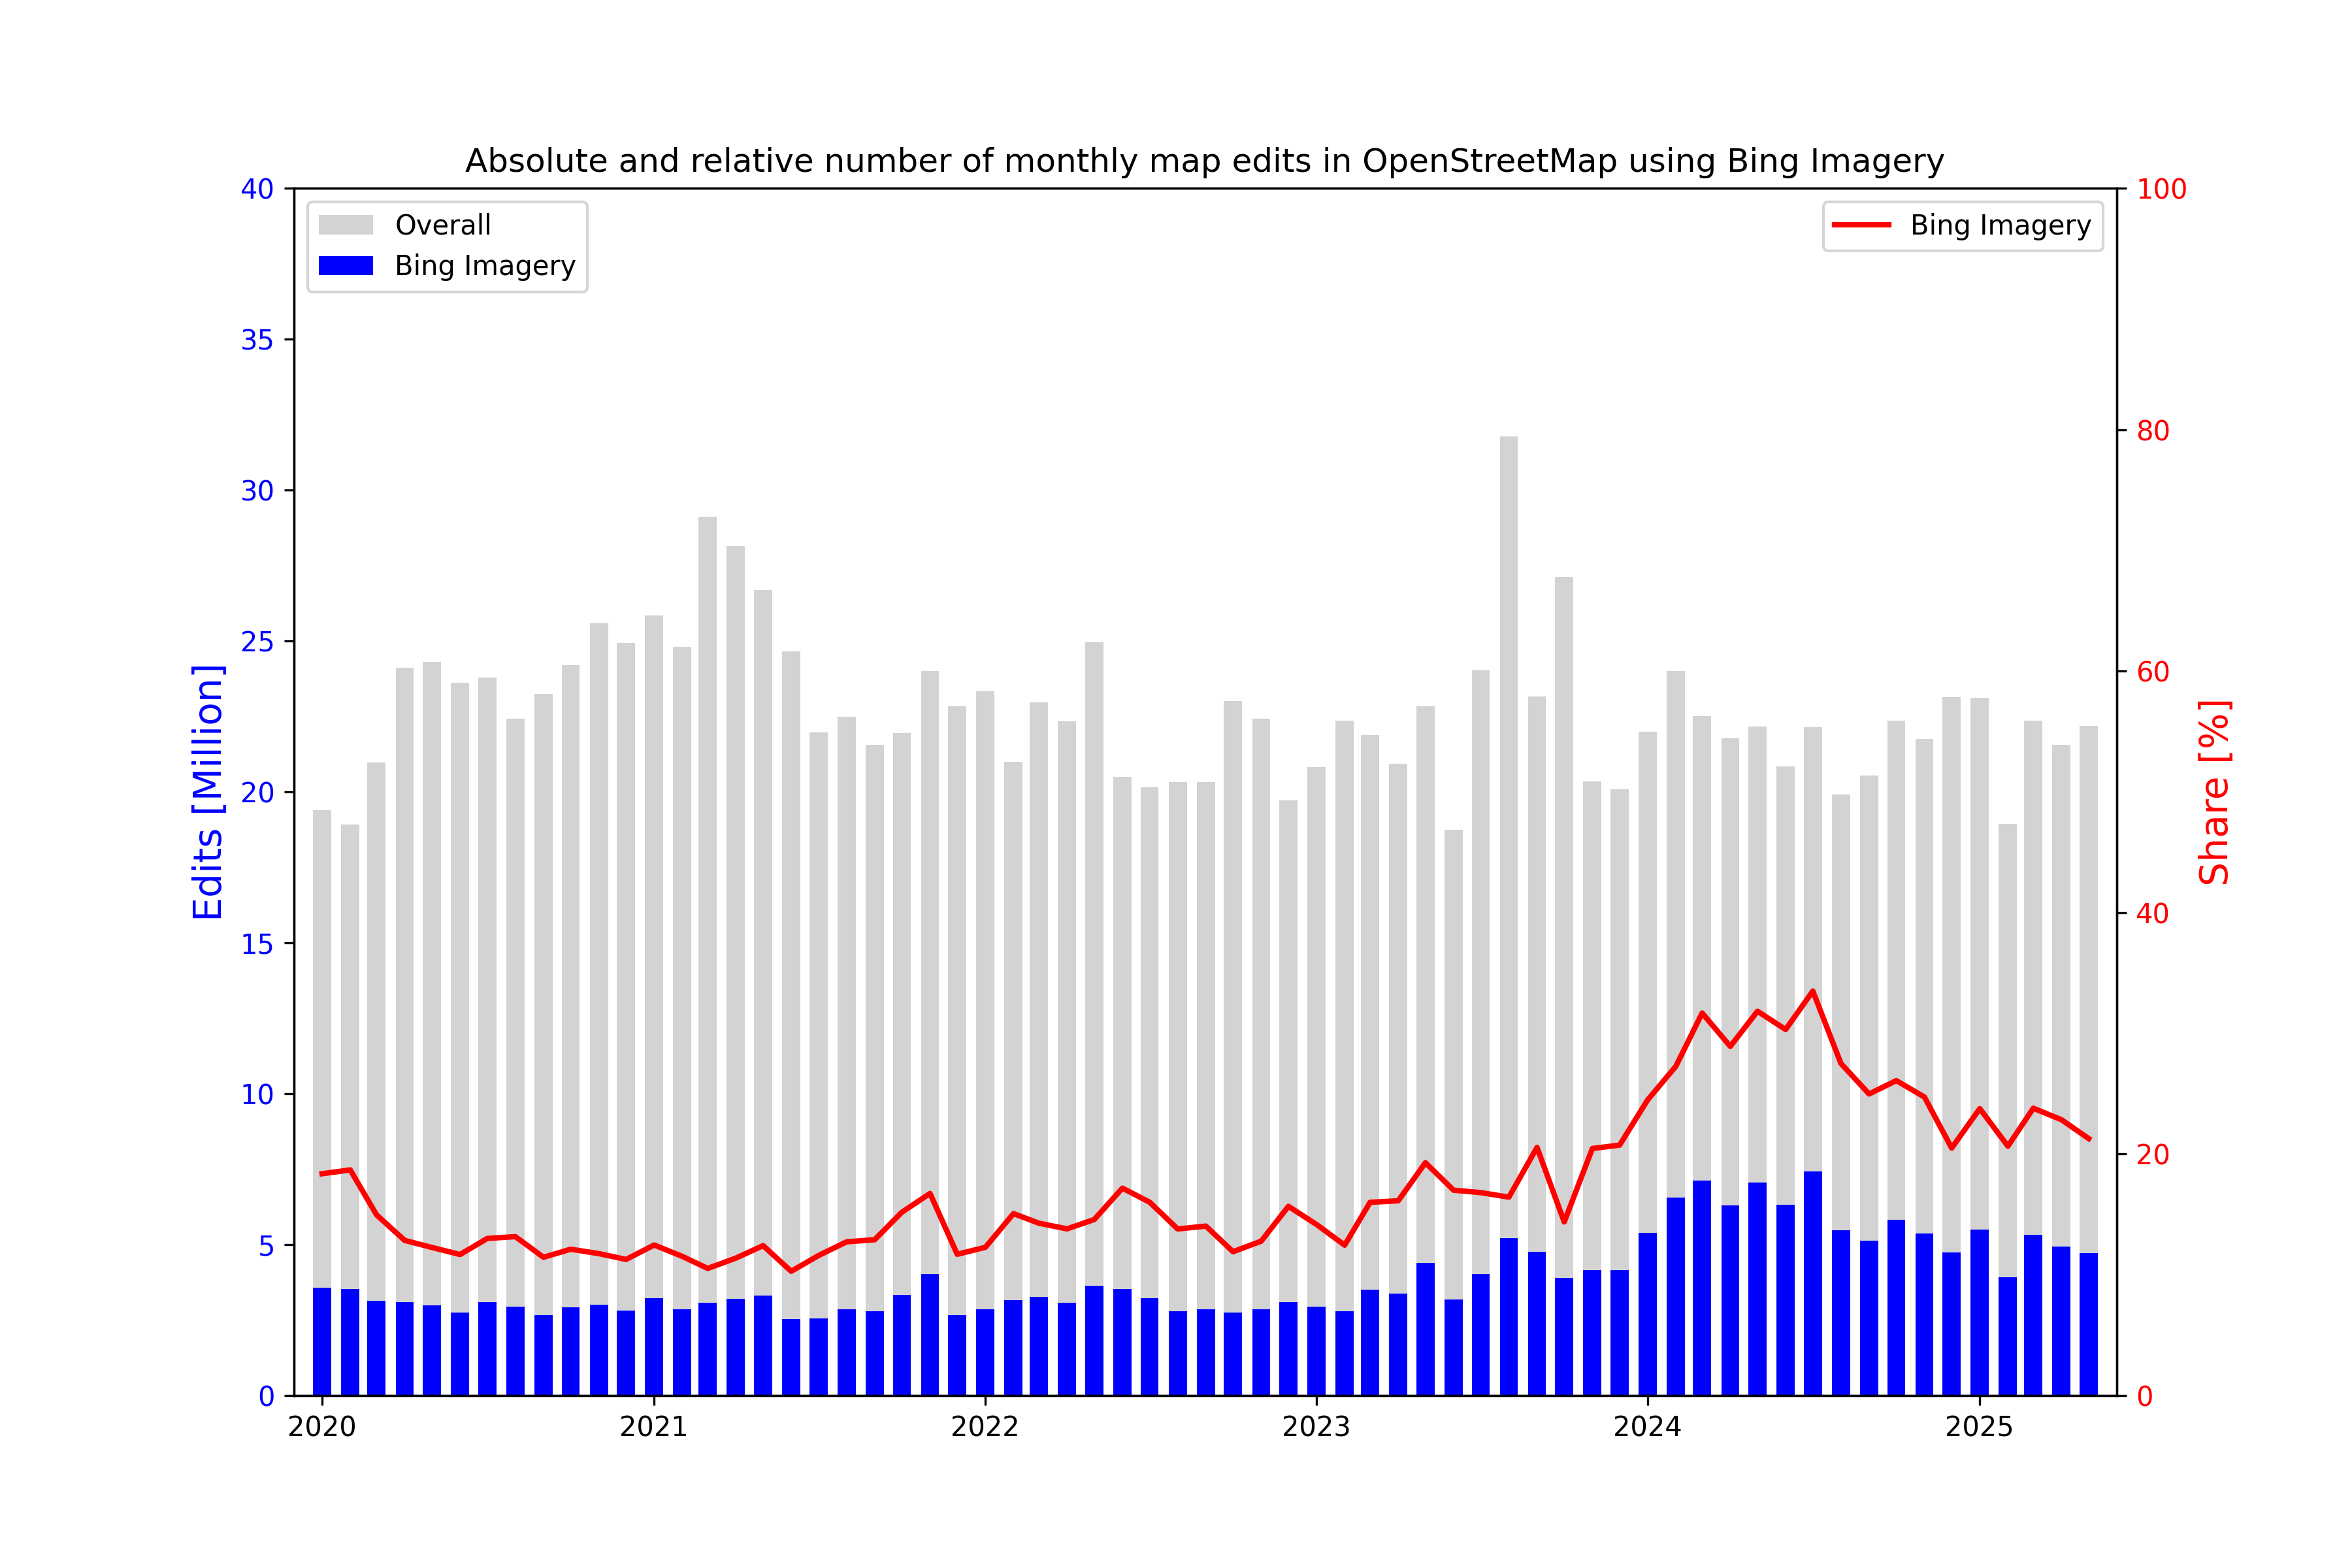 Absolute and relative number of monthly map edits in OpenStreetMap using Bing Imagery
Overall
Bing Imagery
Bing Imagery
Edits [Million]
40
35
30
25
20
15
10
5
0
100
80
60
40
20
0
Share [%]
2020 2021 2022 2023 2024 2025